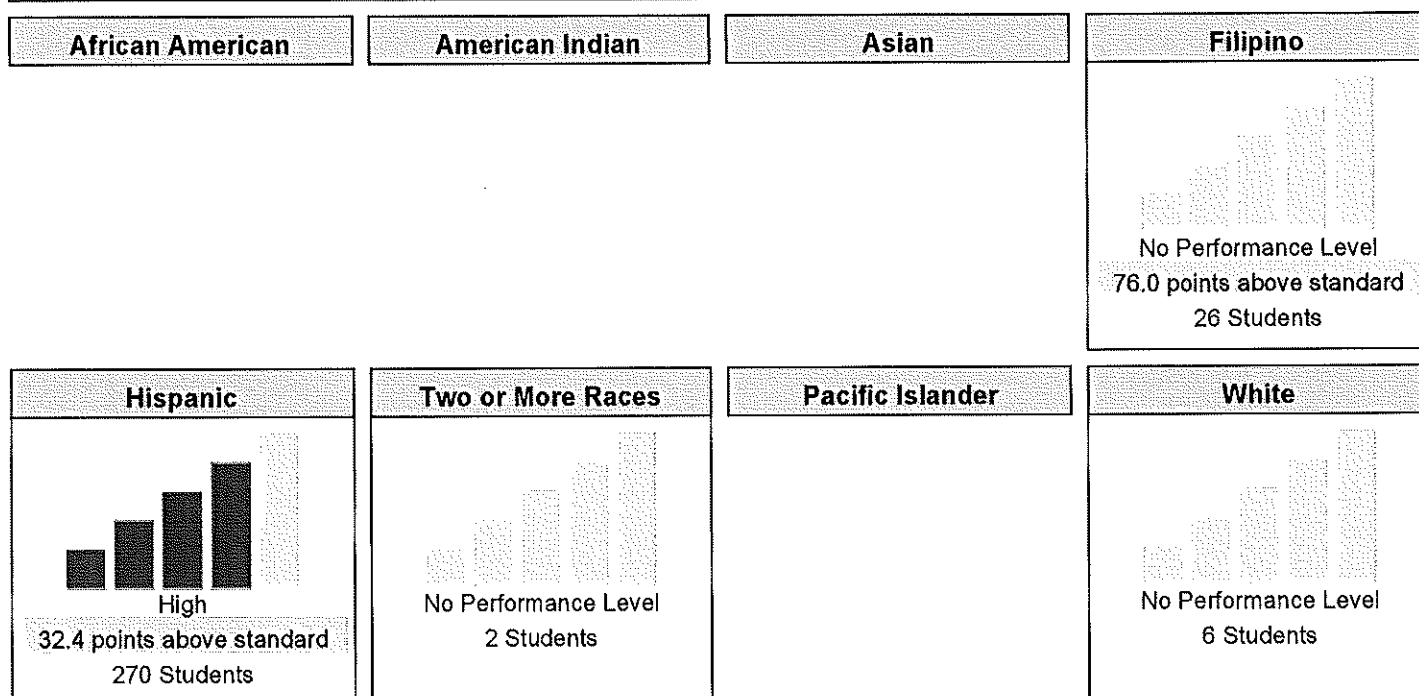 African American
American Indian
Asian
Filipino
No Performance Level
76.0 points above standard
26 Students
Hispanic
High
32.4 points above standard
270 Students
Two or More Races
No Performance Level
2 Students
Pacific Islander
White
No Performance Level
6 Students